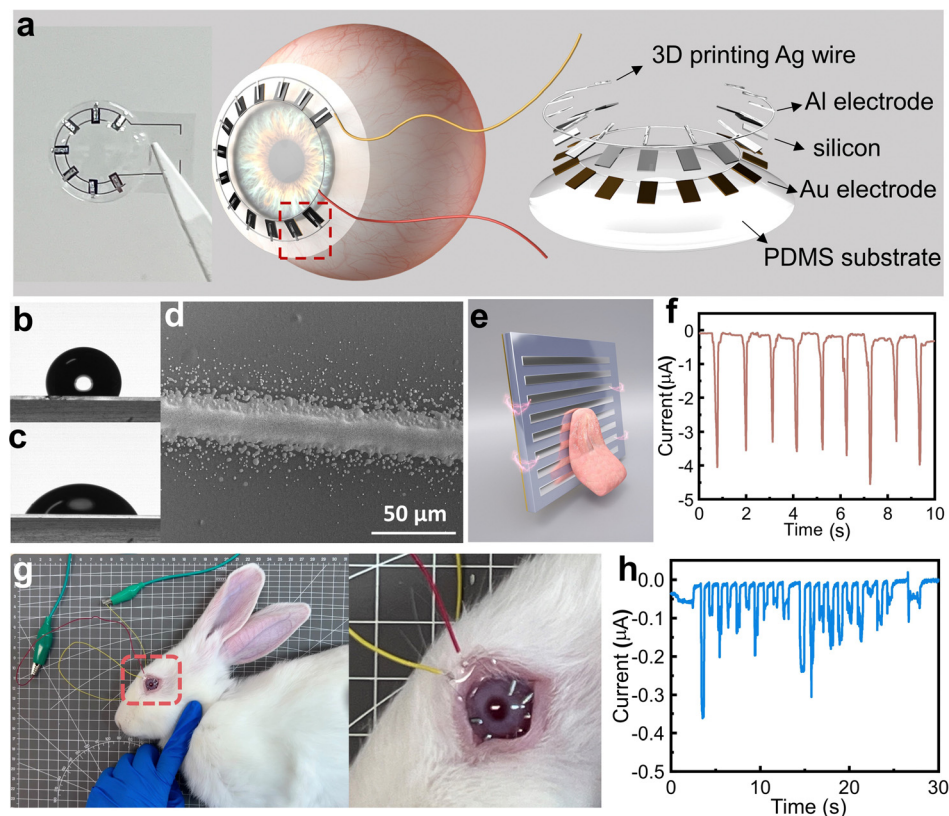 a
3D printing Ag wire
Al electrode
silicon
Au electrode
PDMS substrate
b
c
d
50 μm
e
f
0
-1
-2
-3
-4
-5
Current(μA)
0 2 4 6 8 10
Time (s)
g
h
0.0
-0.1
-0.2
-0.3
-0.4
-0.5
Current (μA)
0 10 20 30
Time (s)